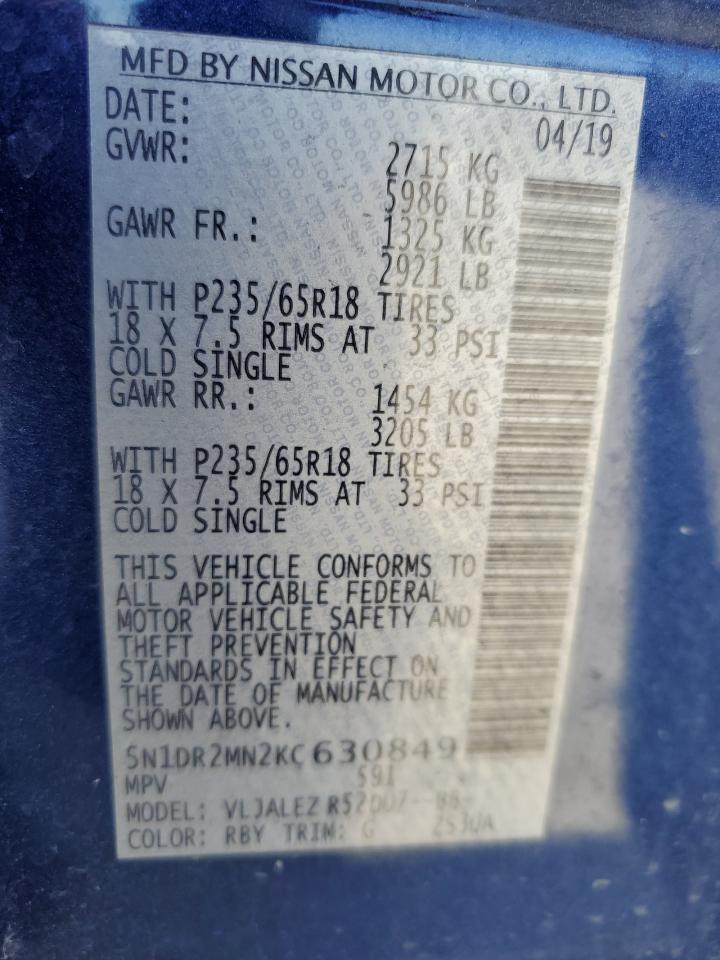 MFD BY NISSAN MOTOR CO., LTD.
DATE: 04/19
GVWR: 2715 KG
5986 LB
GAWR FR.: 1325 KG
2921 LB
WITH P235/65R18 TIRES
18 X 7.5 RIMS AT 33 PSI
COLD SINGLE
GAWR RR.: 1454 KG
3205 LB
WITH P235/65R18 TIRES
18 X 7.5 RIMS AT 33 PSI
COLD SINGLE
THIS VEHICLE CONFORMS TO
ALL APPLICABLE FEDERAL
MOTOR VEHICLE SAFETY AND
THEFT PREVENTION
STANDARDS IN EFFECT ON
THE DATE OF MANUFACTURE
SHOWN ABOVE.
5N1DR2MN2KC630849
MPV 591
MODEL: VLJALEZ
COLOR: RBY TRIM: G